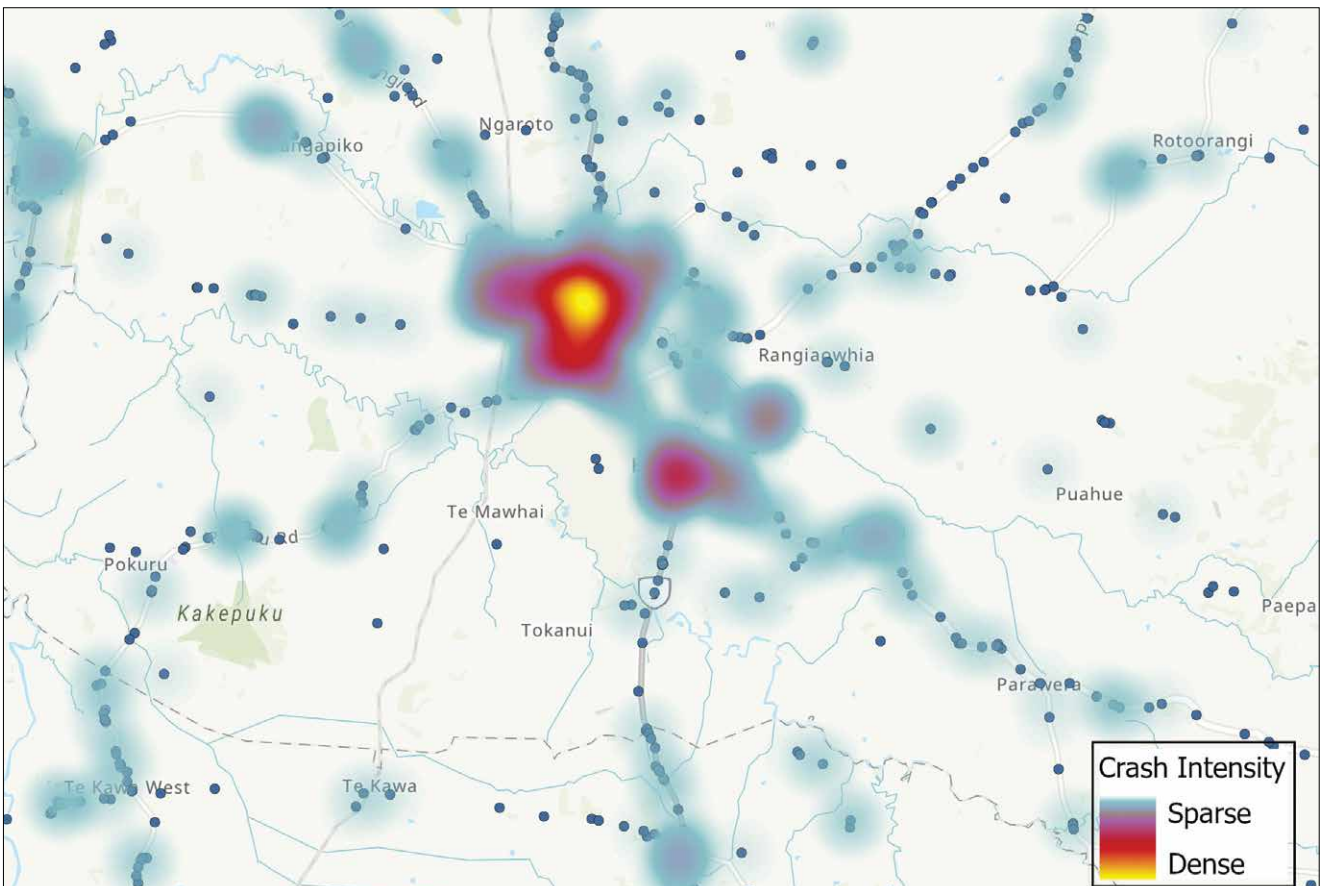 Ngaroto
Rotoorangi
Rangiaowhia
Puahue
Te Mawhai
Pokuru
Kakepuku
Tokanui
Paepa
Parawera
Te Kawa West
Te Kawa
Crash Intensity
Sparse
Dense